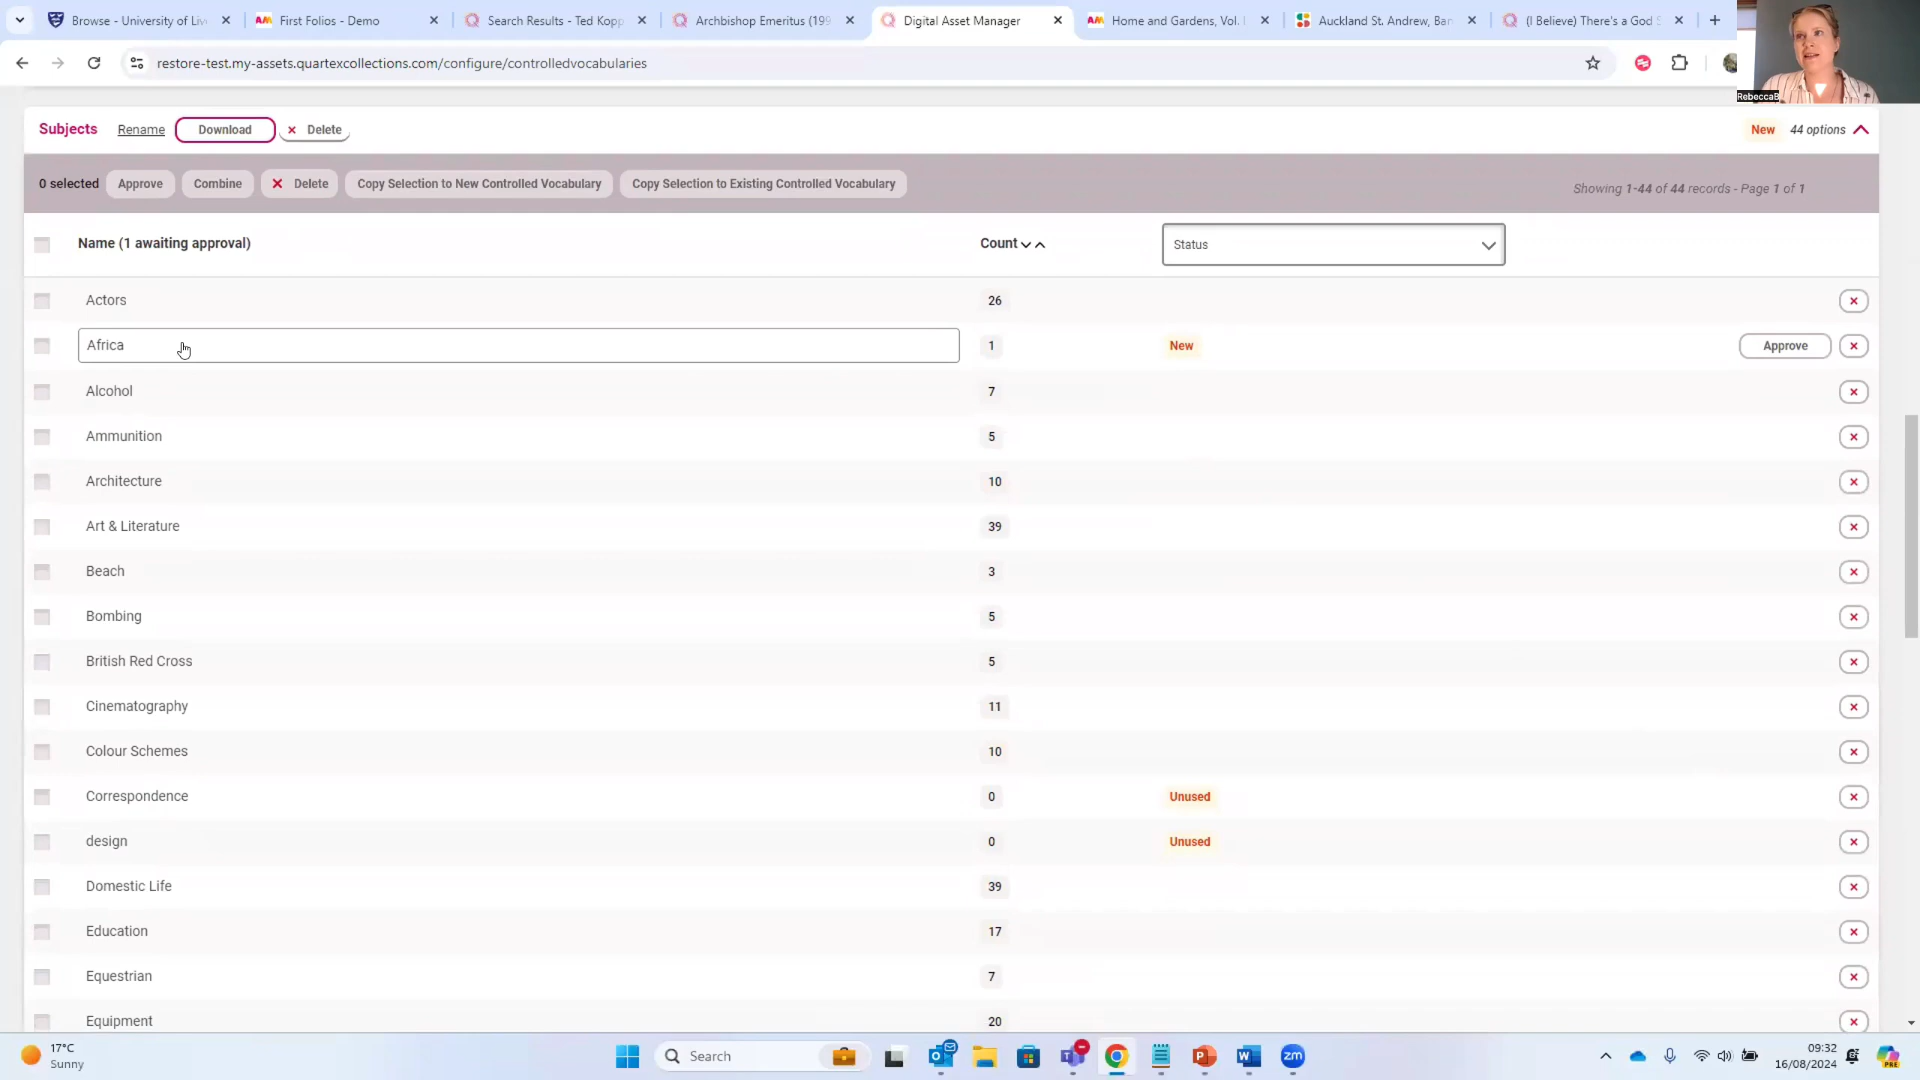 Browse - University of Liv
First Folios - Demo
Search Results - Ted Kopp
Archbishop Emeritus (199
Digital Asset Manager
Home and Gardens, Vol.
Auckland St. Andrew, Ban
(I Believe) There's a God S
restore-test.my-assets.quartexcollections.com/configure/controlledvocabularies
RebeccaB
Subjects Rename Download Delete New 44 options
0 selected Approve Combine Delete Copy Selection to New Controlled Vocabulary Copy Selection to Existing Controlled Vocabulary Showing 1-44 of 44 records - Page 1 of 1
Name (1 awaiting approval) Count Status
Actors 26
Africa 1 New Approve
Alcohol 7
Ammunition 5
Architecture 10
Art & Literature 39
Beach 3
Bombing 5
British Red Cross 5
Cinematography 11
Colour Schemes 10
Correspondence 0 Unused
design 0 Unused
Domestic Life 39
Education 17
Equestrian 7
Equipment 20
17°C
Sunny
Search
zm
PRE
09:32
16/08/2024